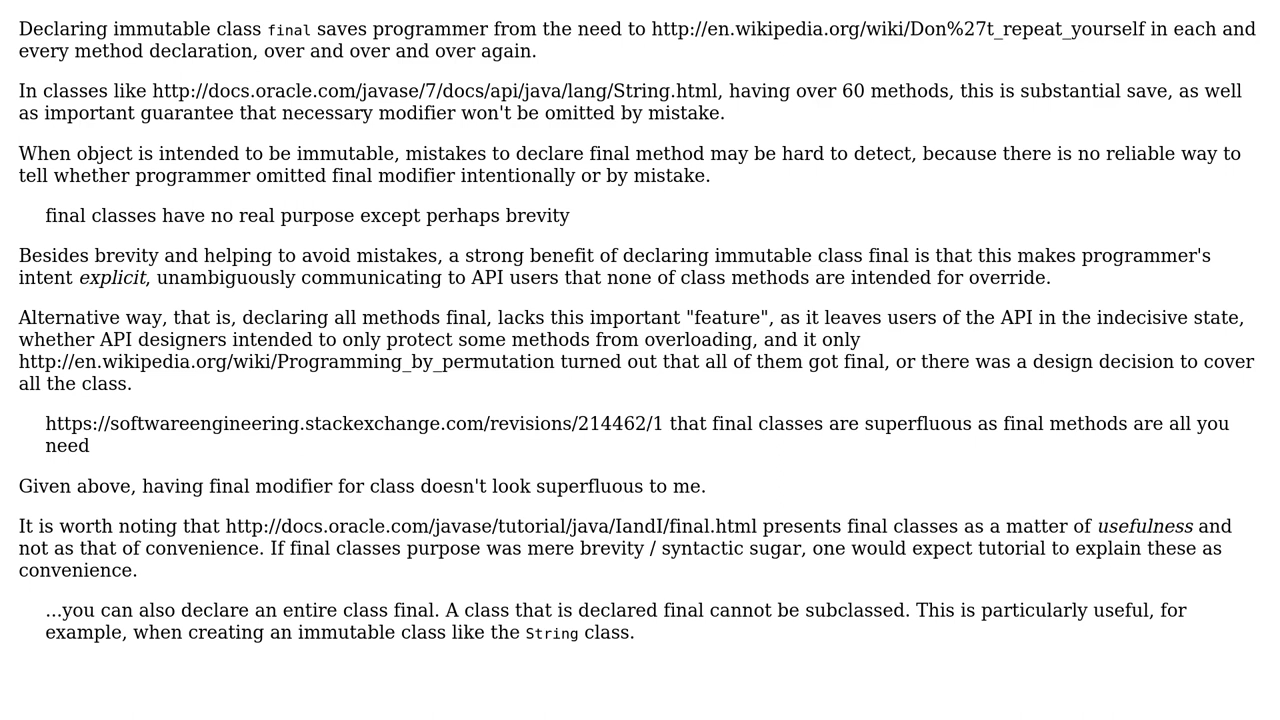 Declaring immutable class final saves programmer from the need to http://en.wikipedia.org/wiki/Don%27t_repeat_yourself in each and
every method declaration, over and over and over again.
In classes like http://docs.oracle.com/javase/7/docs/api/java/lang/String.html, having over 60 methods, this is substantial save, as well
as important guarantee that necessary modifier won't be omitted by mistake.
When object is intended to be immutable, mistakes to declare final method may be hard to detect, because there is no reliable way to
tell whether programmer omitted final modifier intentionally or by mistake.
final classes have no real purpose except perhaps brevity
Besides brevity and helping to avoid mistakes, a strong benefit of declaring immutable class final is that this makes programmer's
intent explicit, unambiguously communicating to API users that none of class methods are intended for override.
Alternative way, that is, declaring all methods final, lacks this important "feature", as it leaves users of the API in the indecisive state,
whether API designers intended to only protect some methods from overloading, and it only
http://en.wikipedia.org/wiki/Programming_by_permutation turned out that all of them got final, or there was a design decision to cover
all the class.
https://softwareengineering.stackexchange.com/revisions/214462/1 that final classes are superfluous as final methods are all you
need
Given above, having final modifier for class doesn't look superfluous to me.
It is worth noting that http://docs.oracle.com/javase/tutorial/java/IandI/final.html presents final classes as a matter of usefulness and
not as that of convenience. If final classes purpose was mere brevity / syntactic sugar, one would expect tutorial to explain these as
convenience.
...you can also declare an entire class final. A class that is declared final cannot be subclassed. This is particularly useful, for
example, when creating an immutable class like the String class.